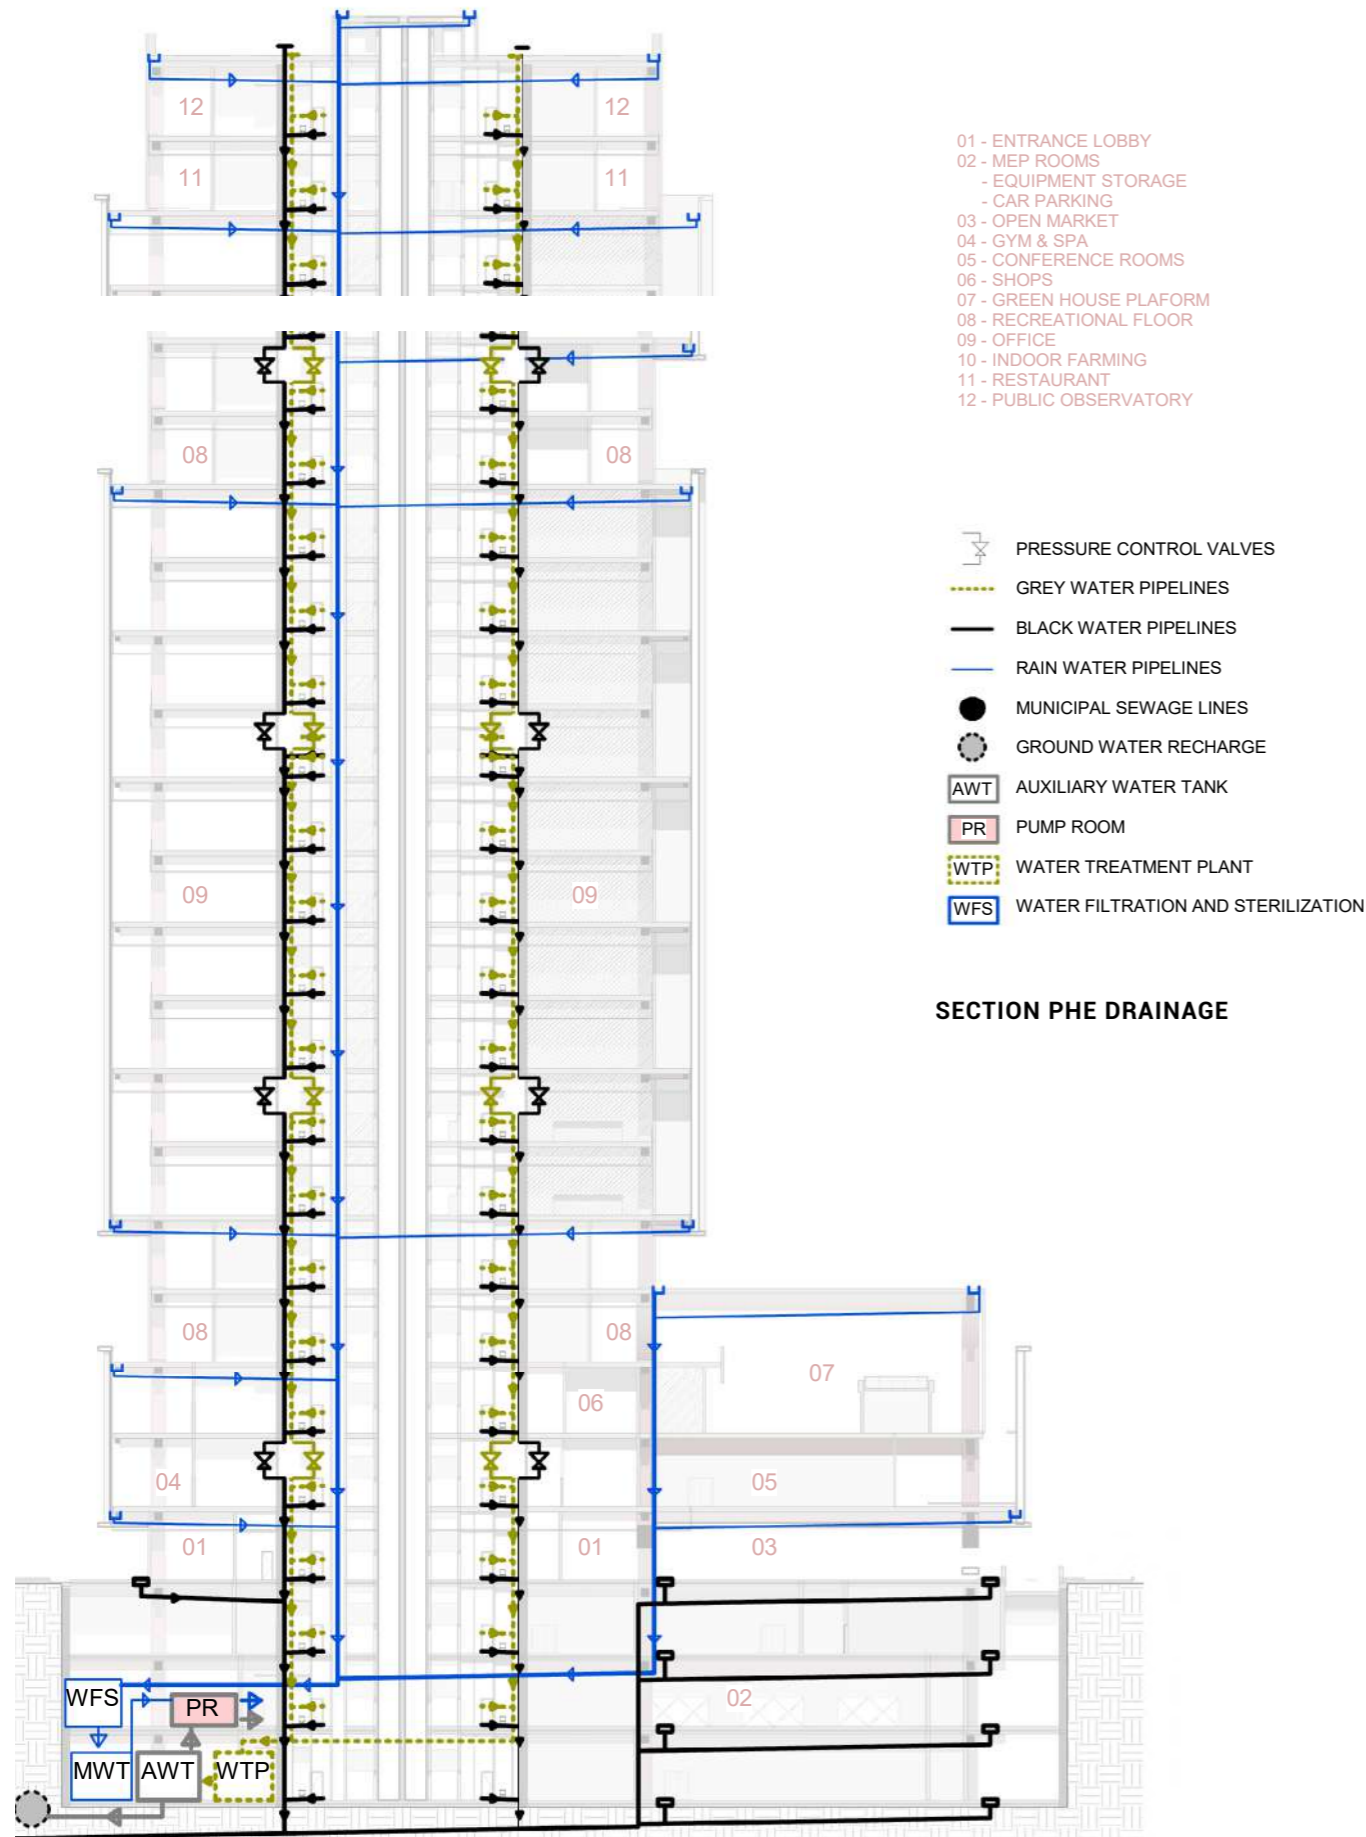 12
12
11
11
01 - ENTRANCE LOBBY
02 - MEP ROOMS
- EQUIPMENT STORAGE
- CAR PARKING
03 - OPEN MARKET
04 - GYM & SPA
05 - CONFERENCE ROOMS
06 - SHOPS
07 - GREEN HOUSE PLAFORM
08 - RECREATIONAL FLOOR
09 - OFFICE
10 - INDOOR FARMING
11 - RESTAURANT
12 - PUBLIC OBSERVATORY
08
08
PRESSURE CONTROL VALVES
GREY WATER PIPELINES
BLACK WATER PIPELINES
RAIN WATER PIPELINES
MUNICIPAL SEWAGE LINES
GROUND WATER RECHARGE
AWT AUXILIARY WATER TANK
PR PUMP ROOM
WTP WATER TREATMENT PLANT
WFS WATER FILTRATION AND STERILIZATION
09
09
SECTION PHE DRAINAGE
08
08
07
06
04
05
01
01
03
02
WFS
PR
MWT
AWT
WTP